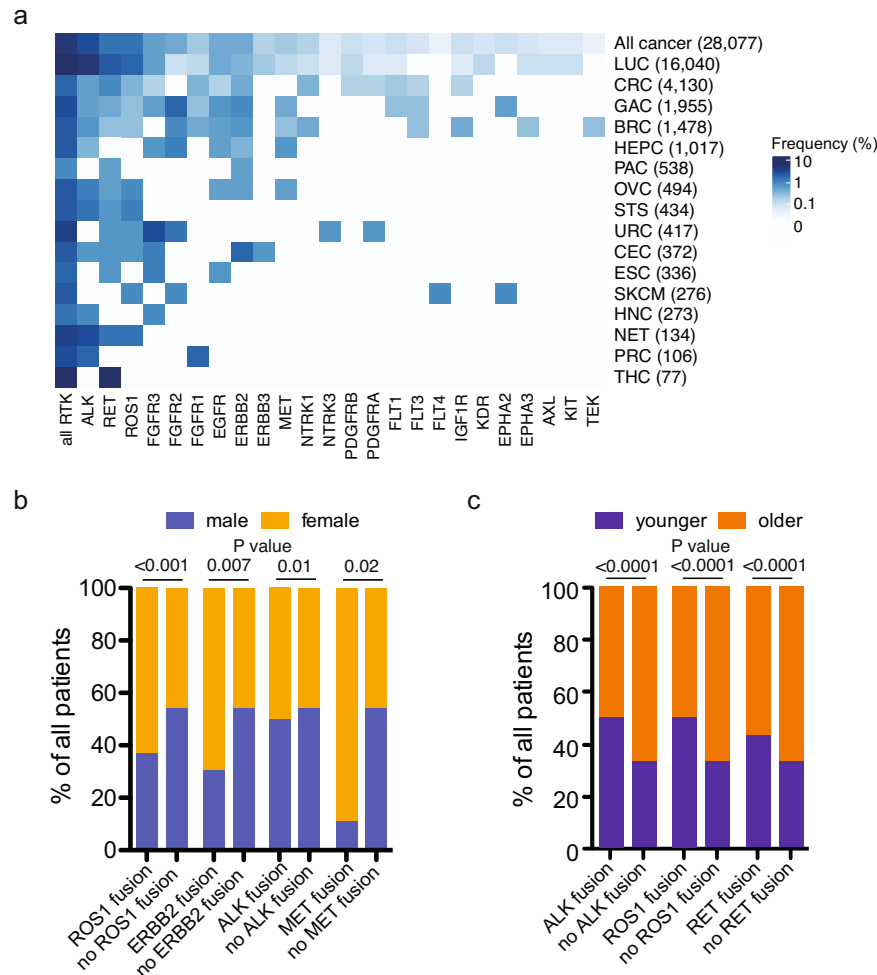 a
All cancer (28,077)
LUC (16,040)
CRC (4,130)
GAC (1,955)
BRC (1,478)
HEPC (1,017)
PAC (538)
OVC (494)
STS (434)
URC (417)
CEC (372)
ESC (336)
SKCM (276)
HNC (273)
NET (134)
PRC (106)
THC (77)
Frequency (%)
10
1
0.1
0
all RTK
ALK
RET
ROS1
FGFR3
FGFR2
FGFR1
EGFR
ERBB2
ERBB3
MET
NTRK1
NTRK3
PDGFRB
PDGFRA
FLT1
FLT3
FLT4
IGF1R
KDR
EPHA2
EPHA3
AXL
KIT
TEK
b
male female
P value
<0.001 0.007 0.01 0.02
% of all patients
100
80
60
40
20
0
ROS1 fusion
no ROS1 fusion
ERBB2 fusion
no ERBB2 fusion
ALK fusion
no ALK fusion
MET fusion
no MET fusion
c
younger older
P value
<0.0001 <0.0001 <0.0001
% of all patients
100
80
60
40
20
0
ALK fusion
no ALK fusion
ROS1 fusion
no ROS1 fusion
RET fusion
no RET fusion